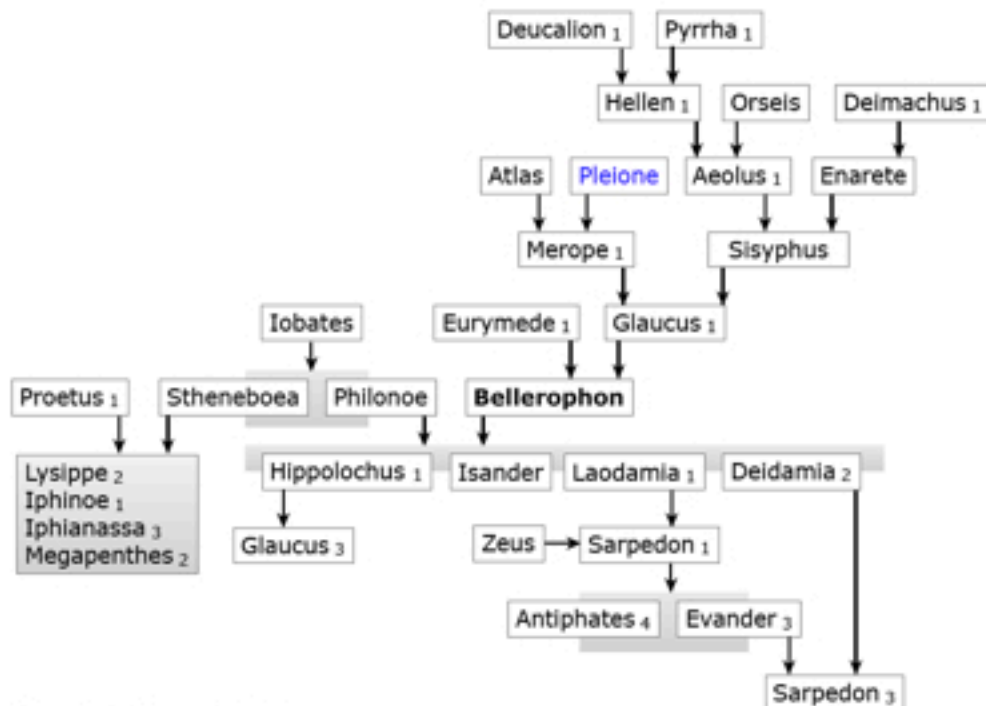 Deucalion 1 Pyrrha 1
Hellen 1 Orseis Deimachus 1
Atlas Pleione Aeolus 1 Enarete
Merope 1 Sisyphus
Iobates Eurymede 1 Glaucus 1
Proetus 1 Stheneboea Philonoe Bellerophon
Hippolochus 1 Isander Laodamia 1 Deidamia 2
Lysippe 2
Iphinoe 1
Iphianassa 3
Megapenthes 2
Glaucus 3 Zeus Sarpedon 1
Antiphates 4 Evander 3
Sarpedon 3